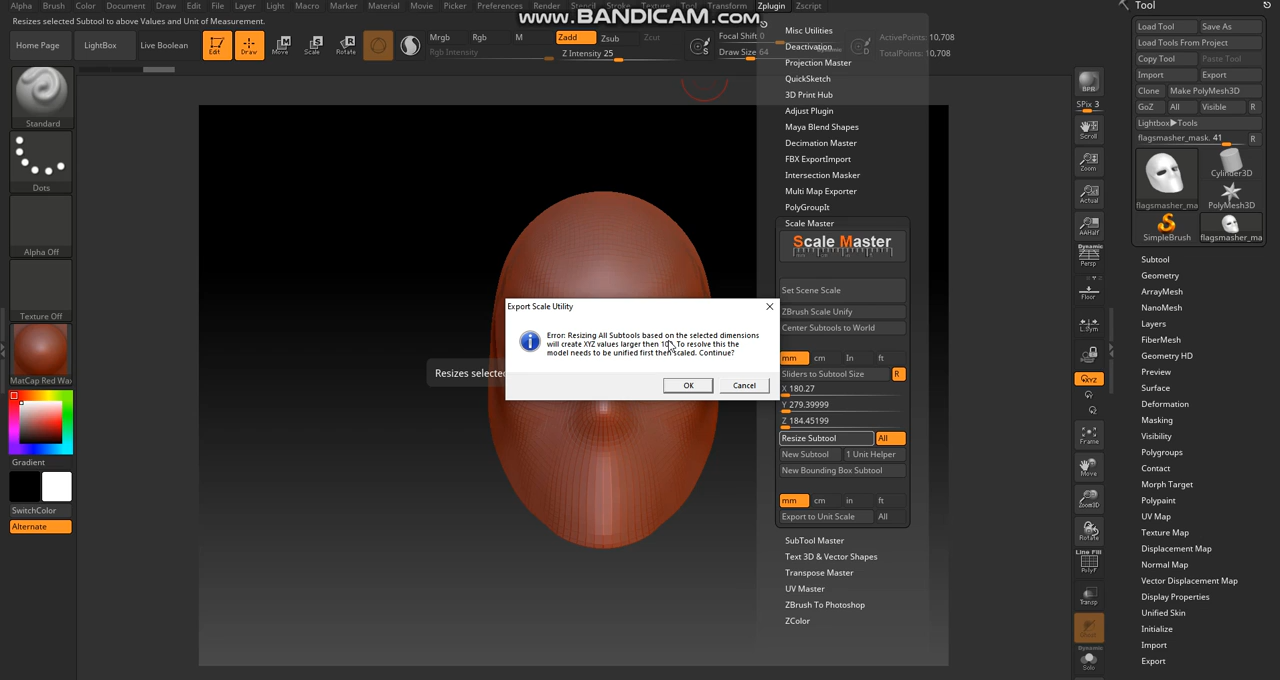 Alpha Brush Color Document Draw Edit File Layer Light Macro Marker Material Movie Picker Preferences Render Stencil Stroke Texture Tool Transform Zplugin Zscript
www.BANDICAM.com
Resizes selected Subtool to above Values and Unit of Measurement.
Home Page
LightBox
Live Boolean
Edit
Draw
Move
Scale
Rotate
Mrgb
Rgb
M
Rgb Intensity
Zadd
Zsub
Zcut
Z Intensity 25
Focal Shift 0
Draw Size 64
ActivePoints: 10,708
TotalPoints: 10,708
Standard
Dots
Alpha Off
Texture Off
MatCap Red Wax
Gradient
SwitchColor
Alternate
Misc Utilities
Deactivation
Projection Master
QuickSketch
3D Print Hub
Adjust Plugin
Maya Blend Shapes
Decimation Master
FBX ExportImport
Intersection Masker
Multi Map Exporter
PolyGroupIt
Scale Master
Scale Master
Set Scene Scale
ZBrush Scale Unify
Center Subtools to World
mm cm In ft
Sliders to Subtool Size R
X 180.27
Y 279.39999
Z 184.45199
Resize Subtool All
New Subtool 1 Unit Helper
New Bounding Box Subtool
mm cm in ft
Export to Unit Scale All
SubTool Master
Text 3D & Vector Shapes
Transpose Master
UV Master
ZBrush To Photoshop
ZColor
Resizes selected
Export Scale Utility
Error: Resizing All Subtools based on the selected dimensions
will create XYZ values larger then To resolve this the
model needs to be unified first then scaled. Continue?
OK
Cancel
BPR
SPix 3
Scroll
Zoom
Actual
AAHalf
Dynamic
Persp
Floor
L.Sym
xyz
Frame
Move
Zoom3D
Rotate
Line Fill
PolyF
Transp
Ghost
Dynamic
Solo
Tool
Load Tool Save As
Load Tools From Project
Copy Tool Paste Tool
Import Export
Clone Make PolyMesh3D
GoZ All Visible R
Lightbox▶Tools
flagsmasher_mask. 41 R
flagsmasher_ma
Cylinder3D
PolyMesh3D
SimpleBrush
flagsmasher_ma
Subtool
Geometry
ArrayMesh
NanoMesh
Layers
FiberMesh
Geometry HD
Preview
Surface
Deformation
Masking
Visibility
Polygroups
Contact
Morph Target
Polypaint
UV Map
Texture Map
Displacement Map
Normal Map
Vector Displacement Map
Display Properties
Unified Skin
Initialize
Import
Export